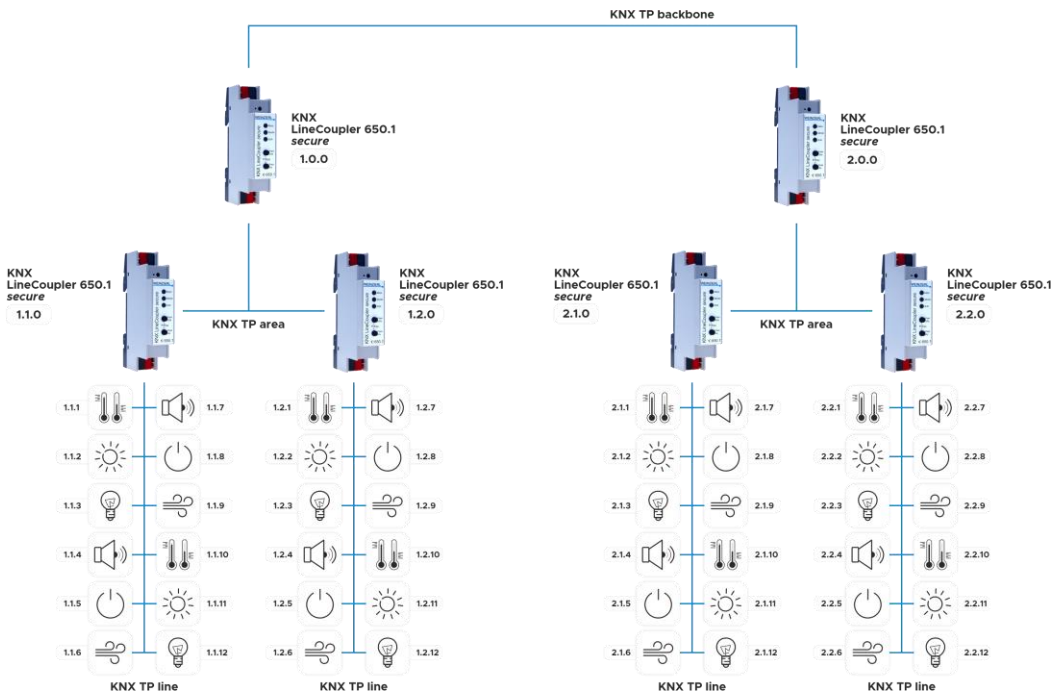 KNX TP backbone
KNX
LineCoupler 650.1
secure
1.0.0
KNX
LineCoupler 650.1
secure
2.0.0
KNX
LineCoupler 650.1
secure
1.1.0
KNX
LineCoupler 650.1
secure
1.2.0
KNX
LineCoupler 650.1
secure
2.1.0
KNX
LineCoupler 650.1
secure
2.2.0
KNX TP area
KNX TP area
1.1.1
1.1.7
1.2.1
1.2.7
2.1.1
2.1.7
2.2.1
2.2.7
1.1.2
1.1.8
1.2.2
1.2.8
2.1.2
2.1.8
2.2.2
2.2.8
1.1.3
1.1.9
1.2.3
1.2.9
2.1.3
2.1.9
2.2.3
2.2.9
1.1.4
1.1.10
1.2.4
1.2.10
2.1.4
2.1.10
2.2.4
2.2.10
1.1.5
1.1.11
1.2.5
1.2.11
2.1.5
2.1.11
2.2.5
2.2.11
1.1.6
1.1.12
1.2.6
1.2.12
2.1.6
2.1.12
2.2.6
2.2.12
KNX TP line
KNX TP line
KNX TP line
KNX TP line